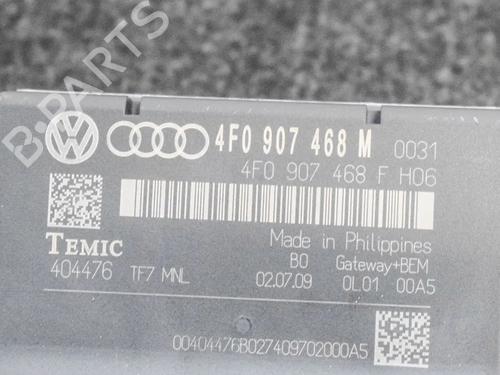 B-PARTS
4F0 907 468 M 0031
4F0 907 468 F H06
TEMIC
Made in Philippines
B0 Gateway+BEM
404476 TF7 MNL 02.07.09 0L01 00A5
00404476B027409702000A5